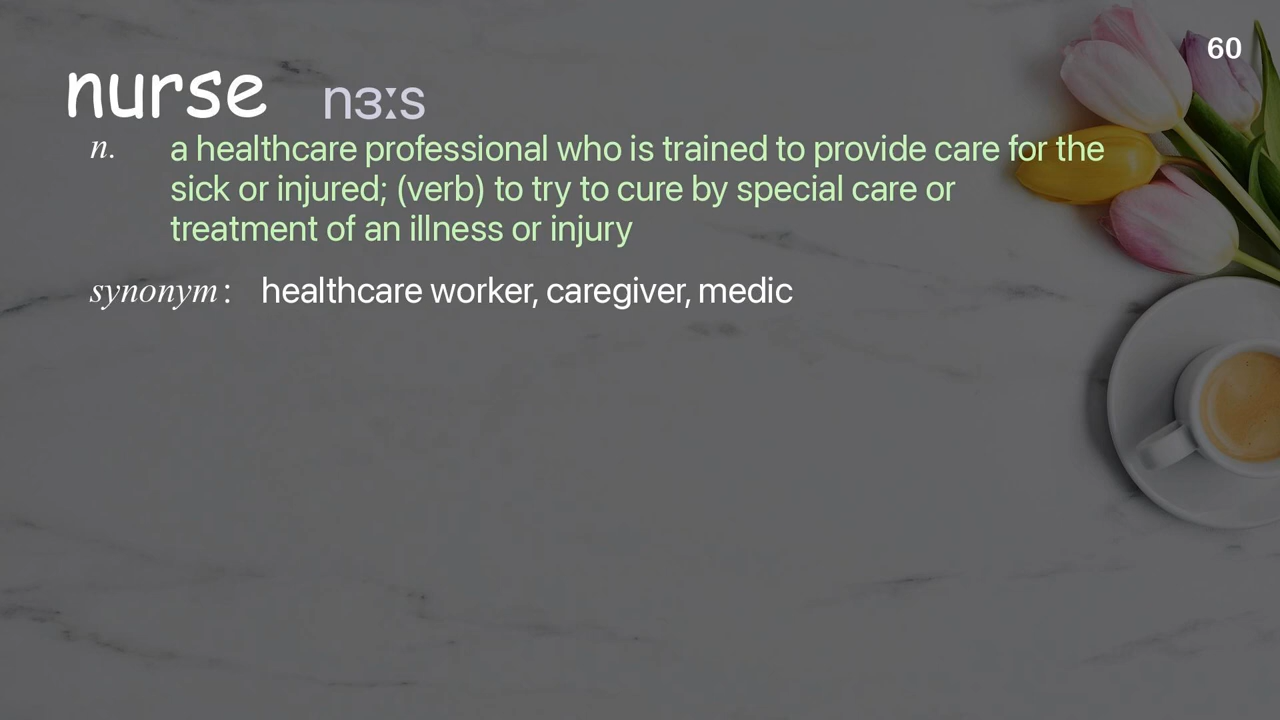 60
nurse nɜːs
n. a healthcare professional who is trained to provide care for the
sick or injured; (verb) to try to cure by special care or
treatment of an illness or injury
synonym: healthcare worker, caregiver, medic